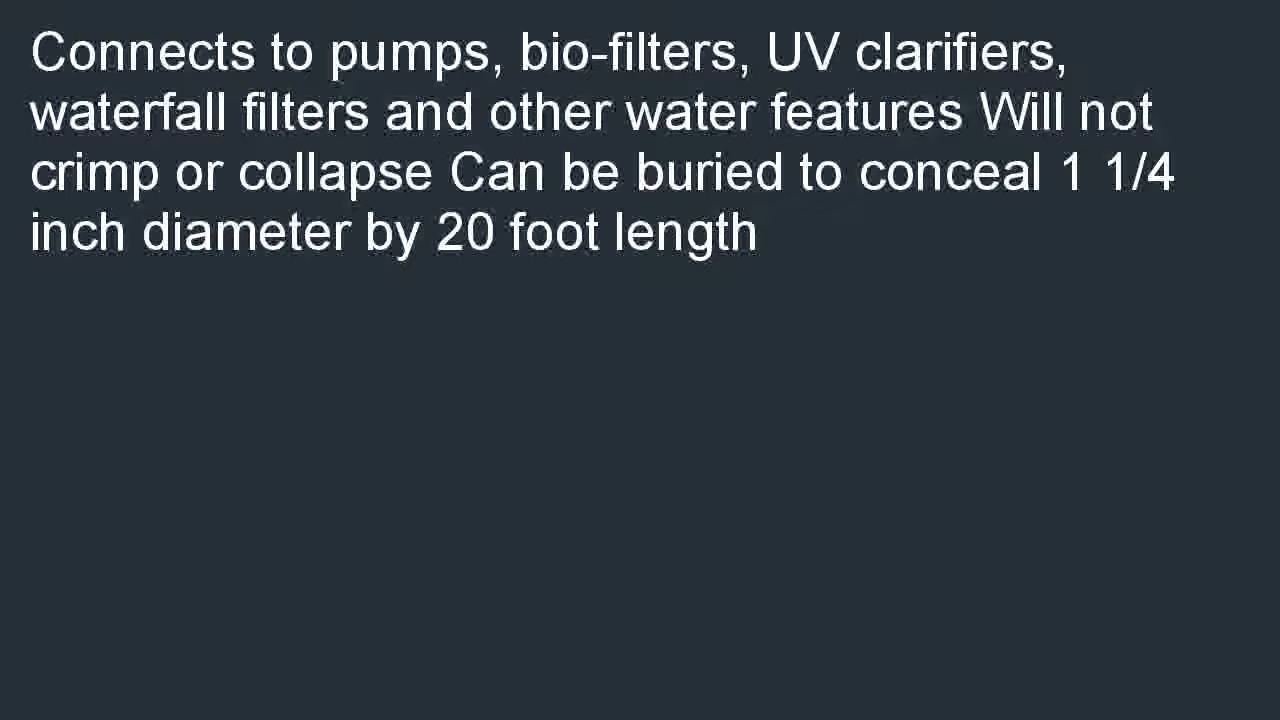 Connects to pumps, bio-filters, UV clarifiers,
waterfall filters and other water features Will not
crimp or collapse Can be buried to conceal 1 1/4
inch diameter by 20 foot length